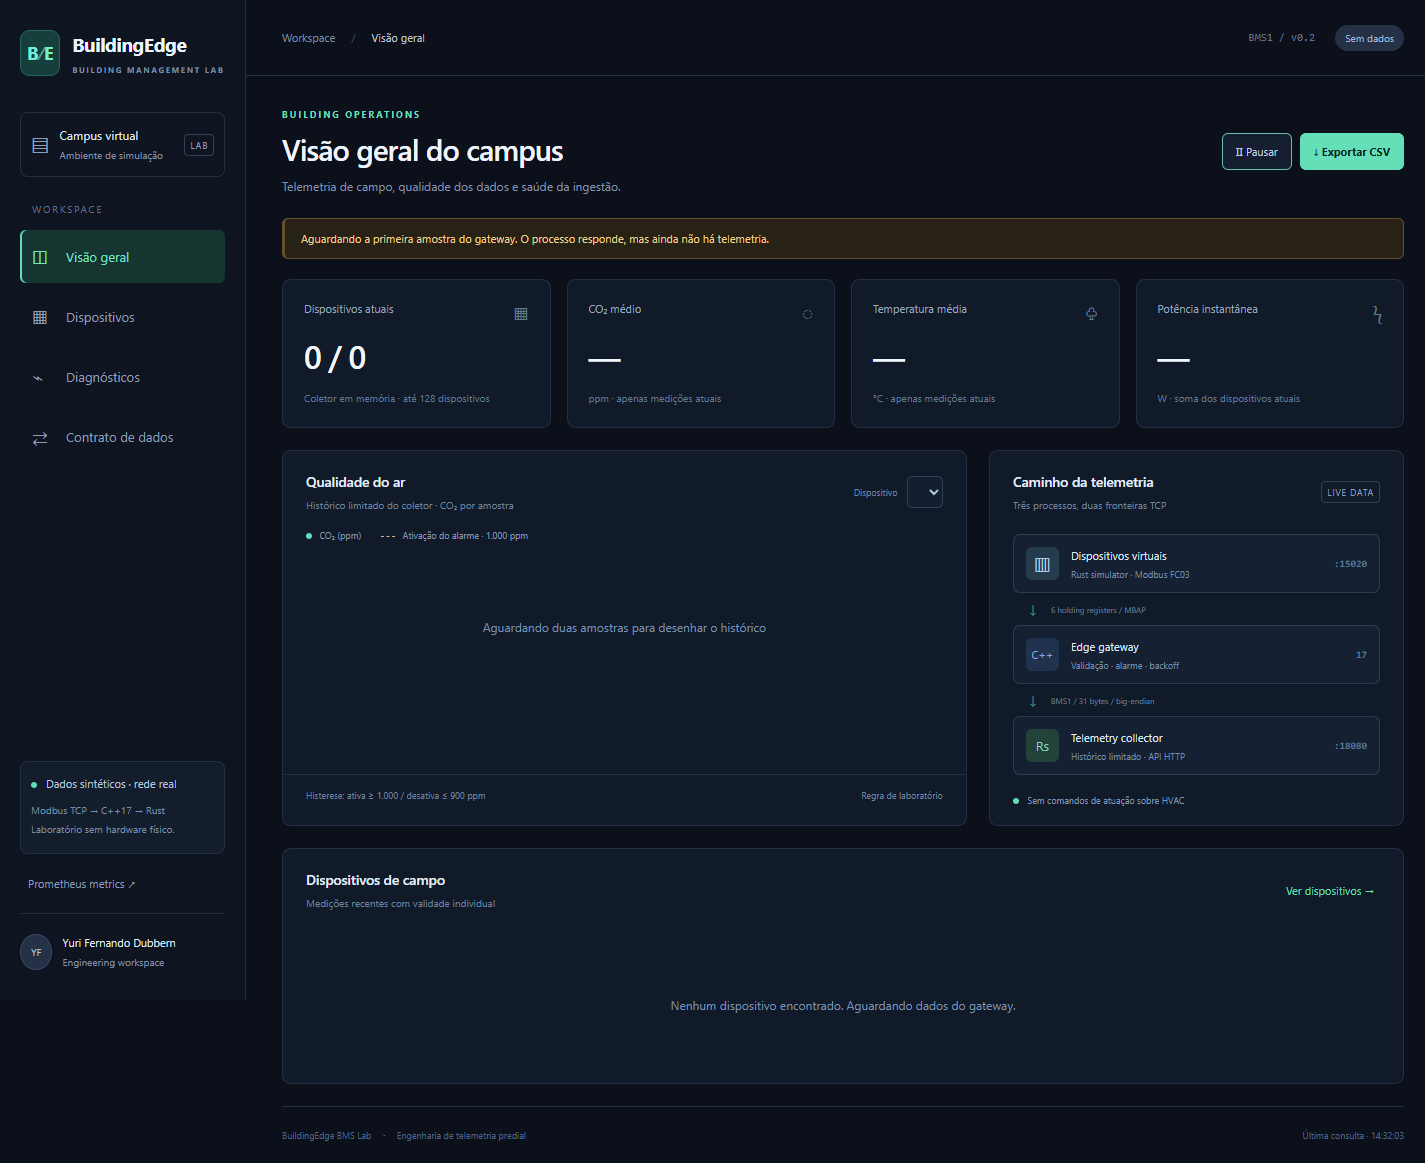 B/E
BuildingEdge
BUILDING MANAGEMENT LAB
Campus virtual
Ambiente de simulação
LAB
WORKSPACE
Visão geral
Dispositivos
Diagnósticos
Contrato de dados
Dados sintéticos · rede real
Modbus TCP → C++17 → Rust
Laboratório sem hardware físico.
Prometheus metrics ↗
YF
Yuri Fernando Dubbern
Engineering workspace
Workspace / Visão geral
BMS1 / v0.2
Sem dados
BUILDING OPERATIONS
Visão geral do campus
Telemetria de campo, qualidade dos dados e saúde da ingestão.
II Pausar
↓ Exportar CSV
Aguardando a primeira amostra do gateway. O processo responde, mas ainda não há telemetria.
Dispositivos atuais
0 / 0
Coletor em memória · até 128 dispositivos
CO₂ médio
—
ppm · apenas medições atuais
Temperatura média
—
°C · apenas medições atuais
Potência instantânea
—
W · soma dos dispositivos atuais
Qualidade do ar
Histórico limitado do coletor · CO₂ por amostra
Dispositivo
CO₂ (ppm)
Ativação do alarme · 1.000 ppm
Aguardando duas amostras para desenhar o histórico
Histerese: ativa ≥ 1.000 / desativa ≤ 900 ppm
Regra de laboratório
Caminho da telemetria
Três processos, duas fronteiras TCP
LIVE DATA
Dispositivos virtuais
Rust simulator · Modbus FC03
:15020
↓ 6 holding registers / MBAP
C++
Edge gateway
Validação · alarme · backoff
17
↓ BMS1 / 31 bytes / big-endian
Rs
Telemetry collector
Histórico limitado · API HTTP
:18080
Sem comandos de atuação sobre HVAC
Dispositivos de campo
Medições recentes com validade individual
Ver dispositivos →
Nenhum dispositivo encontrado. Aguardando dados do gateway.
BuildingEdge BMS Lab · Engenharia de telemetria predial
Última consulta · 14:32:03